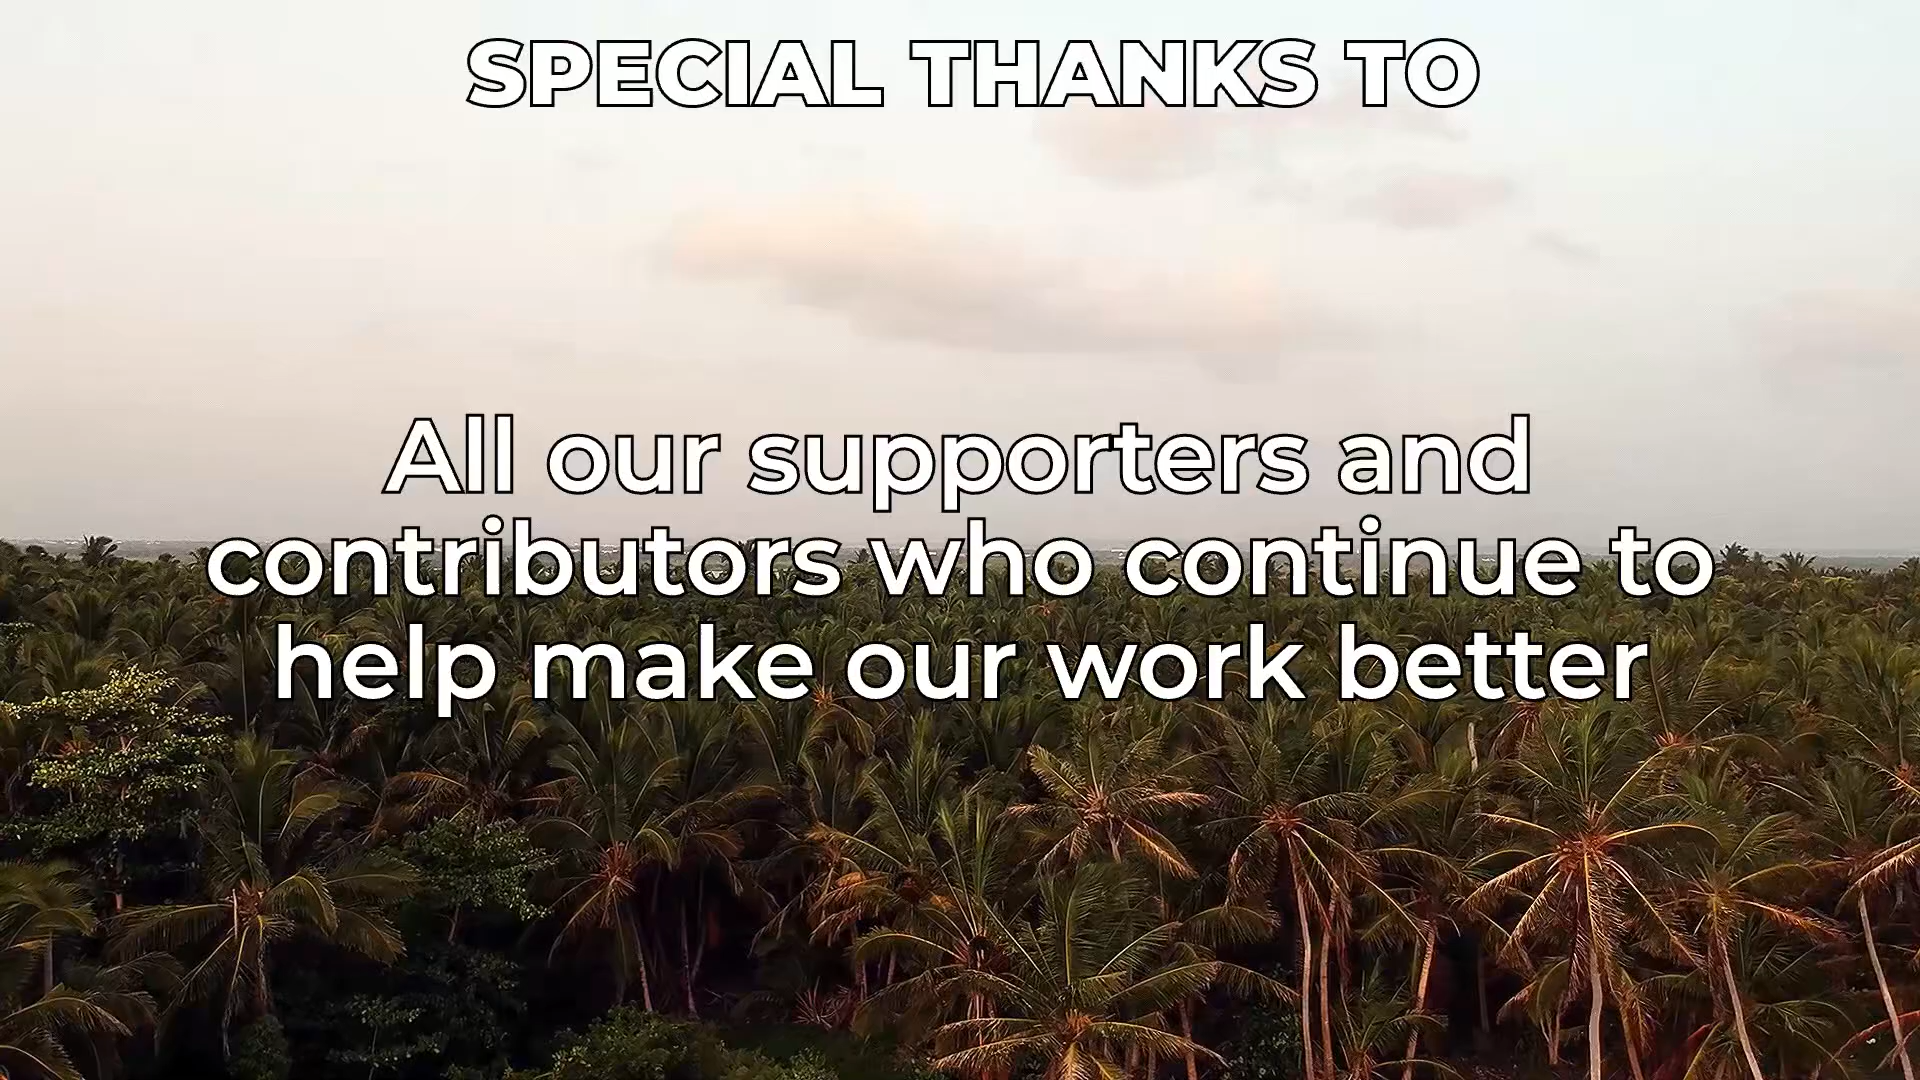 SPECIAL THANKS TO
All our supporters and
contributors who continue to
help make our work better